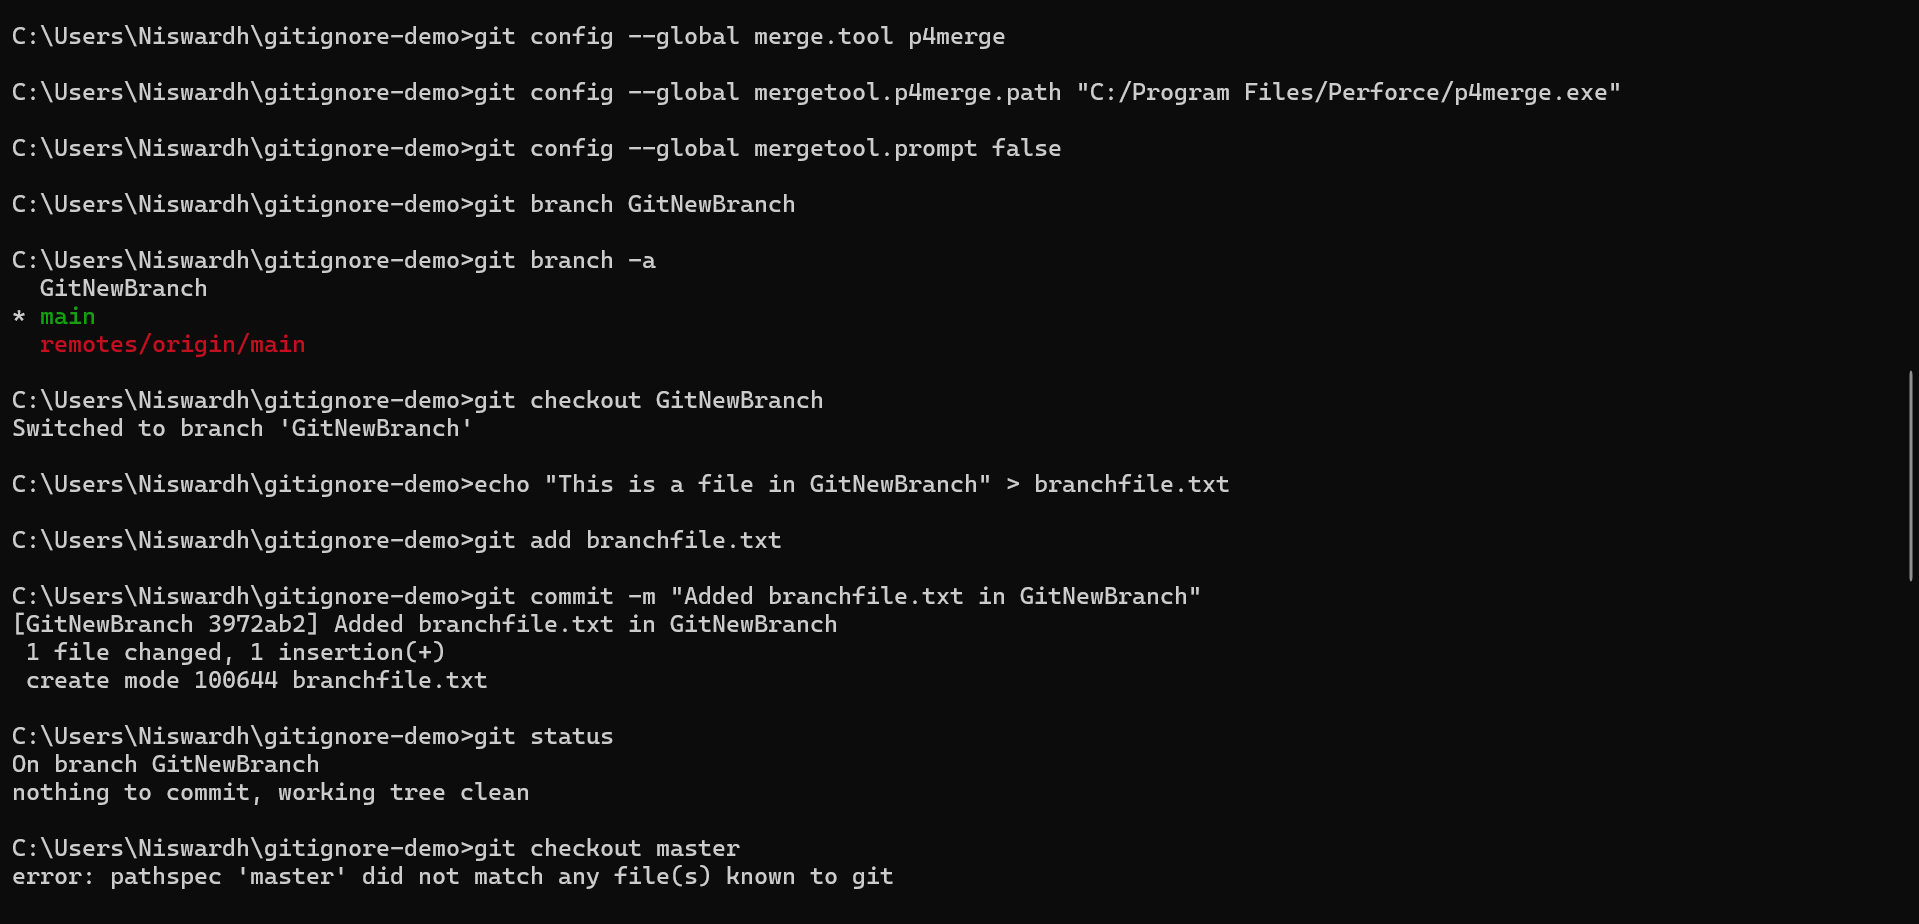 C:\Users\Niswardh\gitignore-demo>git config --global merge.tool p4merge
C:\Users\Niswardh\gitignore-demo>git config --global mergetool.p4merge.path "C:/Program Files/Perforce/p4merge.exe"
C:\Users\Niswardh\gitignore-demo>git config --global mergetool.prompt false
C:\Users\Niswardh\gitignore-demo>git branch GitNewBranch
C:\Users\Niswardh\gitignore-demo>git branch -a
  GitNewBranch
* main
  remotes/origin/main
C:\Users\Niswardh\gitignore-demo>git checkout GitNewBranch
Switched to branch 'GitNewBranch'
C:\Users\Niswardh\gitignore-demo>echo "This is a file in GitNewBranch" > branchfile.txt
C:\Users\Niswardh\gitignore-demo>git add branchfile.txt
C:\Users\Niswardh\gitignore-demo>git commit -m "Added branchfile.txt in GitNewBranch"
[GitNewBranch 3972ab2] Added branchfile.txt in GitNewBranch
 1 file changed, 1 insertion(+)
 create mode 100644 branchfile.txt
C:\Users\Niswardh\gitignore-demo>git status
On branch GitNewBranch
nothing to commit, working tree clean
C:\Users\Niswardh\gitignore-demo>git checkout master
error: pathspec 'master' did not match any file(s) known to git